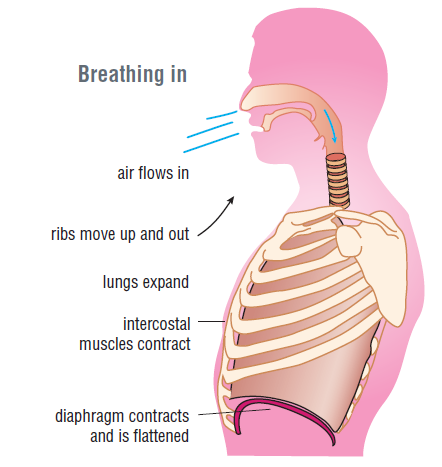 Breathing in
air flows in
ribs move up and out
lungs expand
intercostal
muscles contract
diaphragm contracts
and is flattened